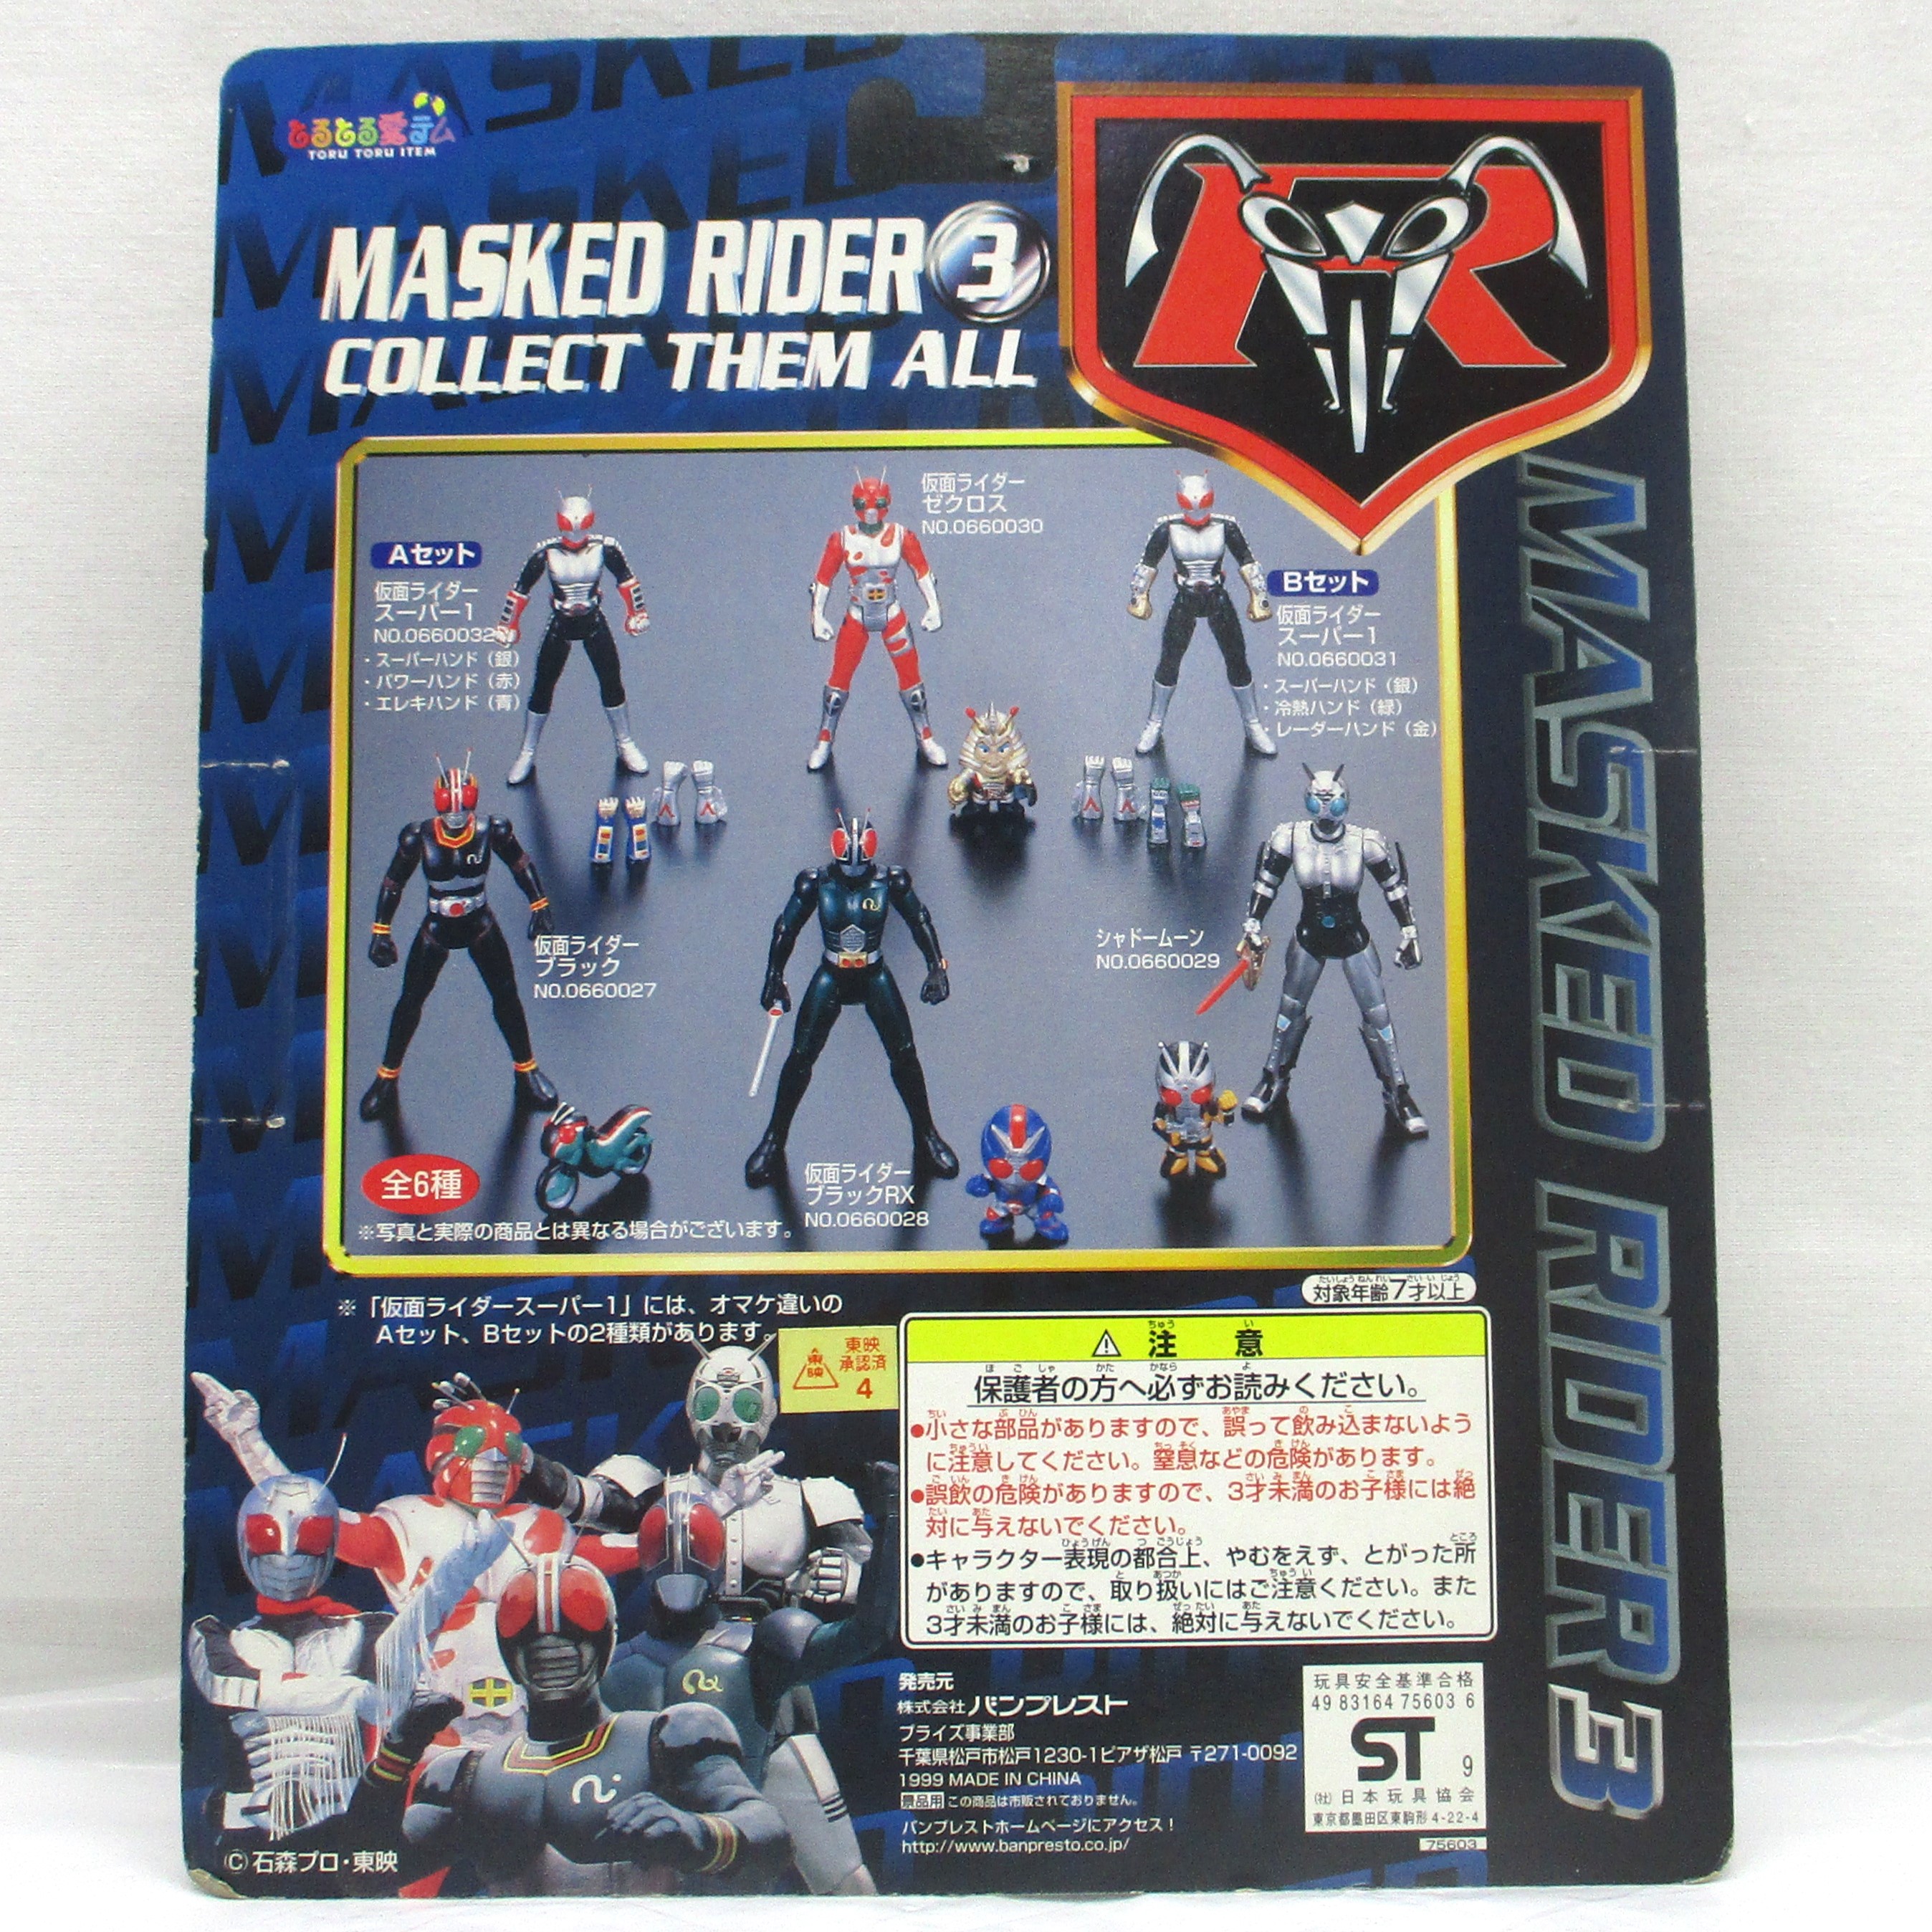 とるとる愛テム
TORU TORU ITEM
MASKED RIDER 3
COLLECT THEM ALL
Aセット
仮面ライダー
スーパー1
NO.0660032
・スーパーハンド(銀)
・パワーハンド(赤)
・エレキハンド(青)
仮面ライダー
ゼクロス
NO.0660030
Bセット
仮面ライダー
スーパー1
NO.0660031
・スーパーハンド(銀)
・冷熱ハンド(緑)
・レーダーハンド(金)
仮面ライダー
ブラック
NO.0660027
仮面ライダー
ブラックRX
NO.0660028
シャドームーン
NO.0660029
全6種
※写真と実際の商品とは異なる場合がございます。
MASKED RIDER 3
※「仮面ライダースーパー1」には、オマケ違いの
Aセット、Bセットの2種類があります。
東映
東映
承認済
4
対象年齢7才以上
⚠注意
保護者の方へ必ずお読みください。
●小さな部品がありますので、誤って飲み込まないよう
に注意してください。窒息などの危険があります。
●誤飲の危険がありますので、3才未満のお子様には絶
対に与えないでください。
●キャラクター表現の都合上、やむをえず、とがった所
がありますので、取り扱いにはご注意ください。また
3才未満のお子様には、絶対に与えないでください。
発売元
株式会社バンプレスト
プライズ事業部
千葉県松戸市松戸1230-1ピアザ松戸 〒271-0092
1999 MADE IN CHINA
景品用 この商品は市販されておりません。
バンプレストホームページにアクセス!
http://www.banpresto.co.jp/
玩具安全基準合格
49 83164 75603 6
ST 9
(社)日本玩具協会
東京都墨田区東駒形4-22-4
75603
©石森プロ・東映